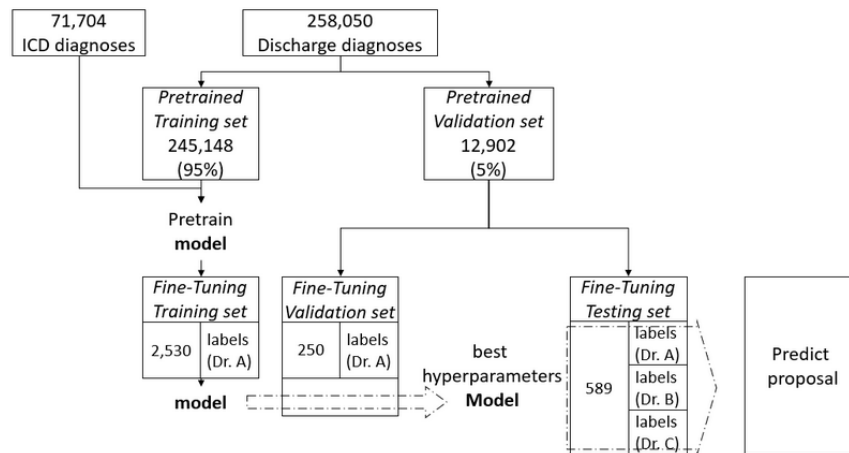 71,704
ICD diagnoses
258,050
Discharge diagnoses
Pretrained
Training set
245,148
(95%)
Pretrained
Validation set
12,902
(5%)
Pretrain
model
Fine-Tuning
Training set
2,530
labels
(Dr. A)
model
Fine-Tuning
Validation set
250
labels
(Dr. A)
best
hyperparameters
Model
Fine-Tuning
Testing set
589
labels
(Dr. A)
labels
(Dr. B)
labels
(Dr. C)
Predict
proposal